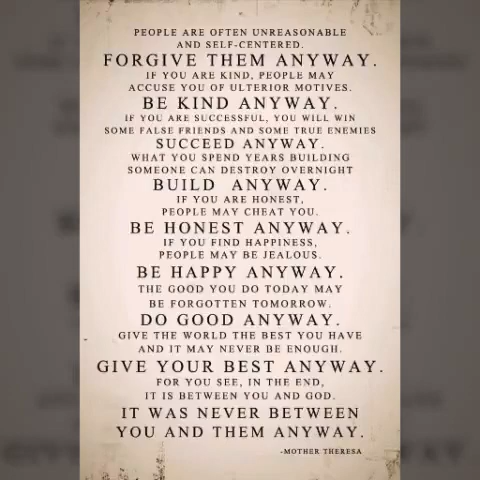 PEOPLE ARE OFTEN UNREASONABLE
AND SELF-CENTERED.
FORGIVE THEM ANYWAY.
IF YOU ARE KIND, PEOPLE MAY
ACCUSE YOU OF ULTERIOR MOTIVES.
BE KIND ANYWAY.
IF YOU ARE SUCCESSFUL, YOU WILL WIN
SOME FALSE FRIENDS AND SOME TRUE ENEMIES
SUCCEED ANYWAY.
WHAT YOU SPEND YEARS BUILDING
SOMEONE CAN DESTROY OVERNIGHT
BUILD ANYWAY.
IF YOU ARE HONEST,
PEOPLE MAY CHEAT YOU.
BE HONEST ANYWAY.
IF YOU FIND HAPPINESS,
PEOPLE MAY BE JEALOUS.
BE HAPPY ANYWAY.
THE GOOD YOU DO TODAY MAY
BE FORGOTTEN TOMORROW.
DO GOOD ANYWAY.
GIVE THE WORLD THE BEST YOU HAVE
AND IT MAY NEVER BE ENOUGH.
GIVE YOUR BEST ANYWAY.
FOR YOU SEE, IN THE END,
IT IS BETWEEN YOU AND GOD.
IT WAS NEVER BETWEEN
YOU AND THEM ANYWAY.
-MOTHER THERESA